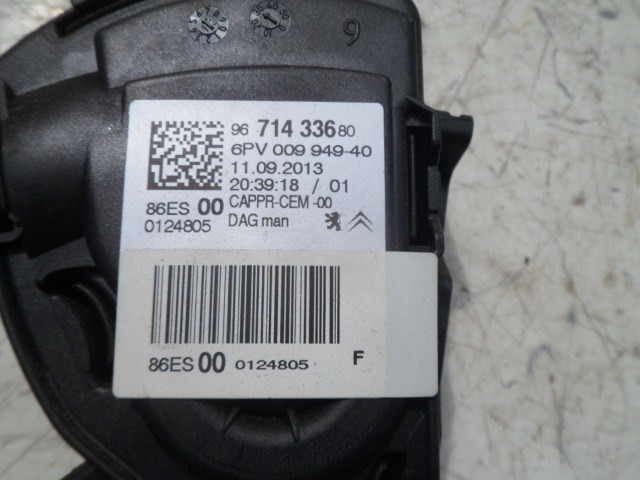 9
96 714 336 80
6PV 009 949-40
11.09.2013
20:39:18 / 01
86ES 00 CAPPR-CEM -00
0124805 DAG man
86ES 00 0124805 F